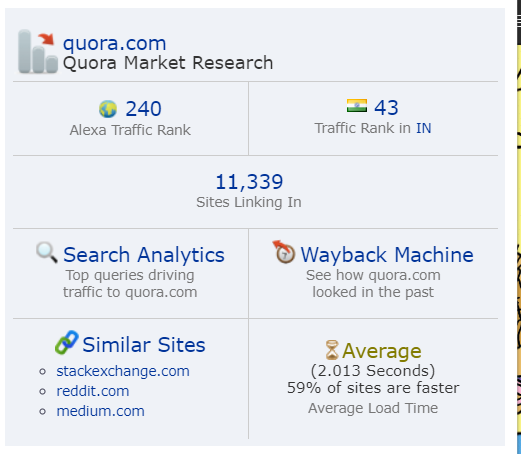 quora.com
Quora Market Research
240
Alexa Traffic Rank
43
Traffic Rank in IN
11,339
Sites Linking In
Search Analytics
Top queries driving
traffic to quora.com
Wayback Machine
See how quora.com
looked in the past
Similar Sites
stackexchange.com
reddit.com
medium.com
Average
(2.013 Seconds)
59% of sites are faster
Average Load Time